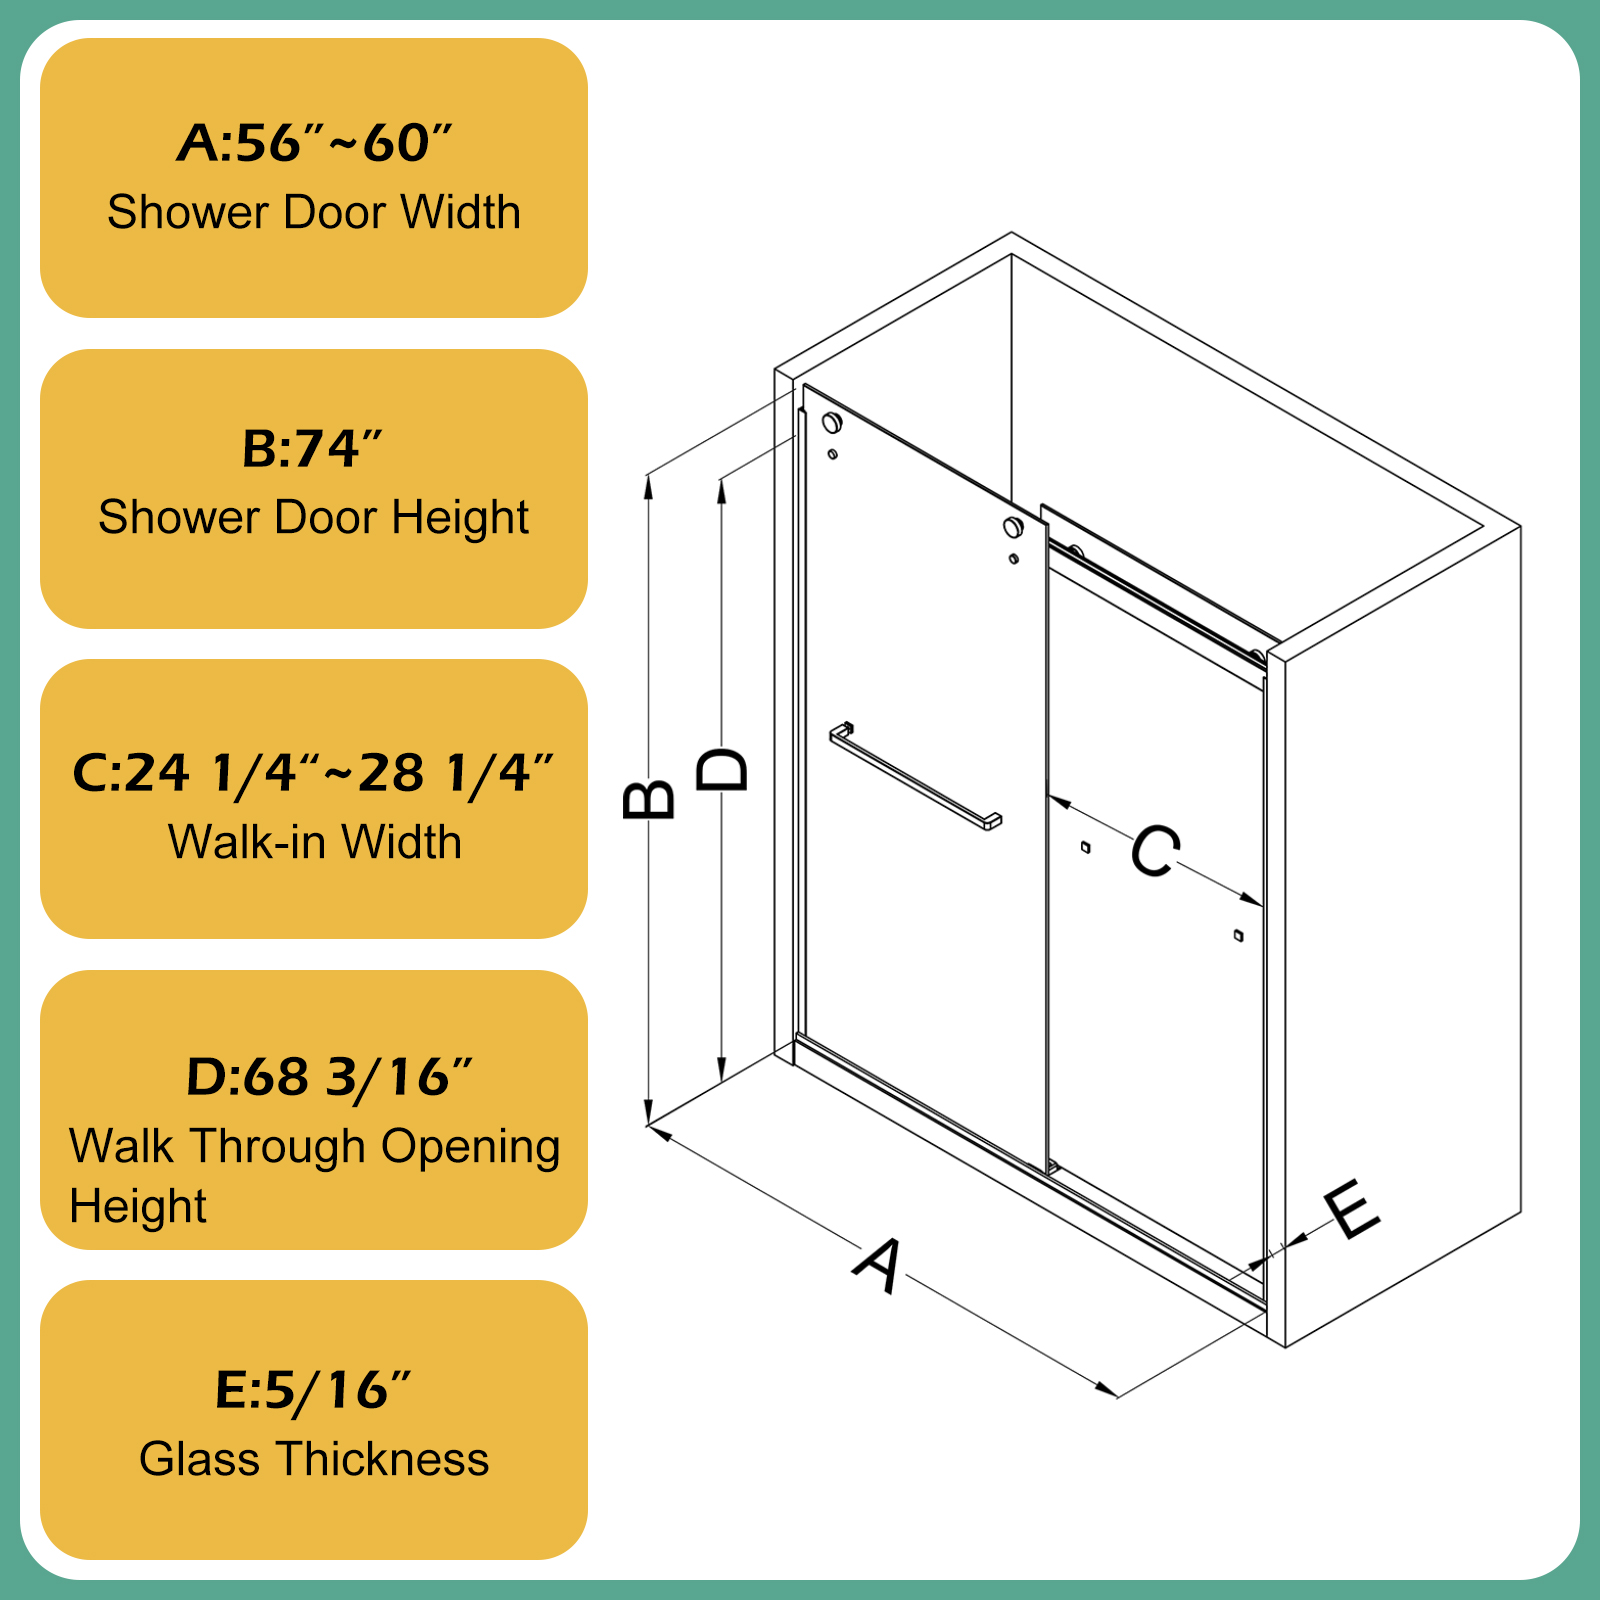 A:56”~60”
Shower Door Width
B:74”
Shower Door Height
C:24 1/4“~28 1/4”
Walk-in Width
D:68 3/16”
Walk Through Opening
Height
E:5/16”
Glass Thickness
B
D
C
A
E